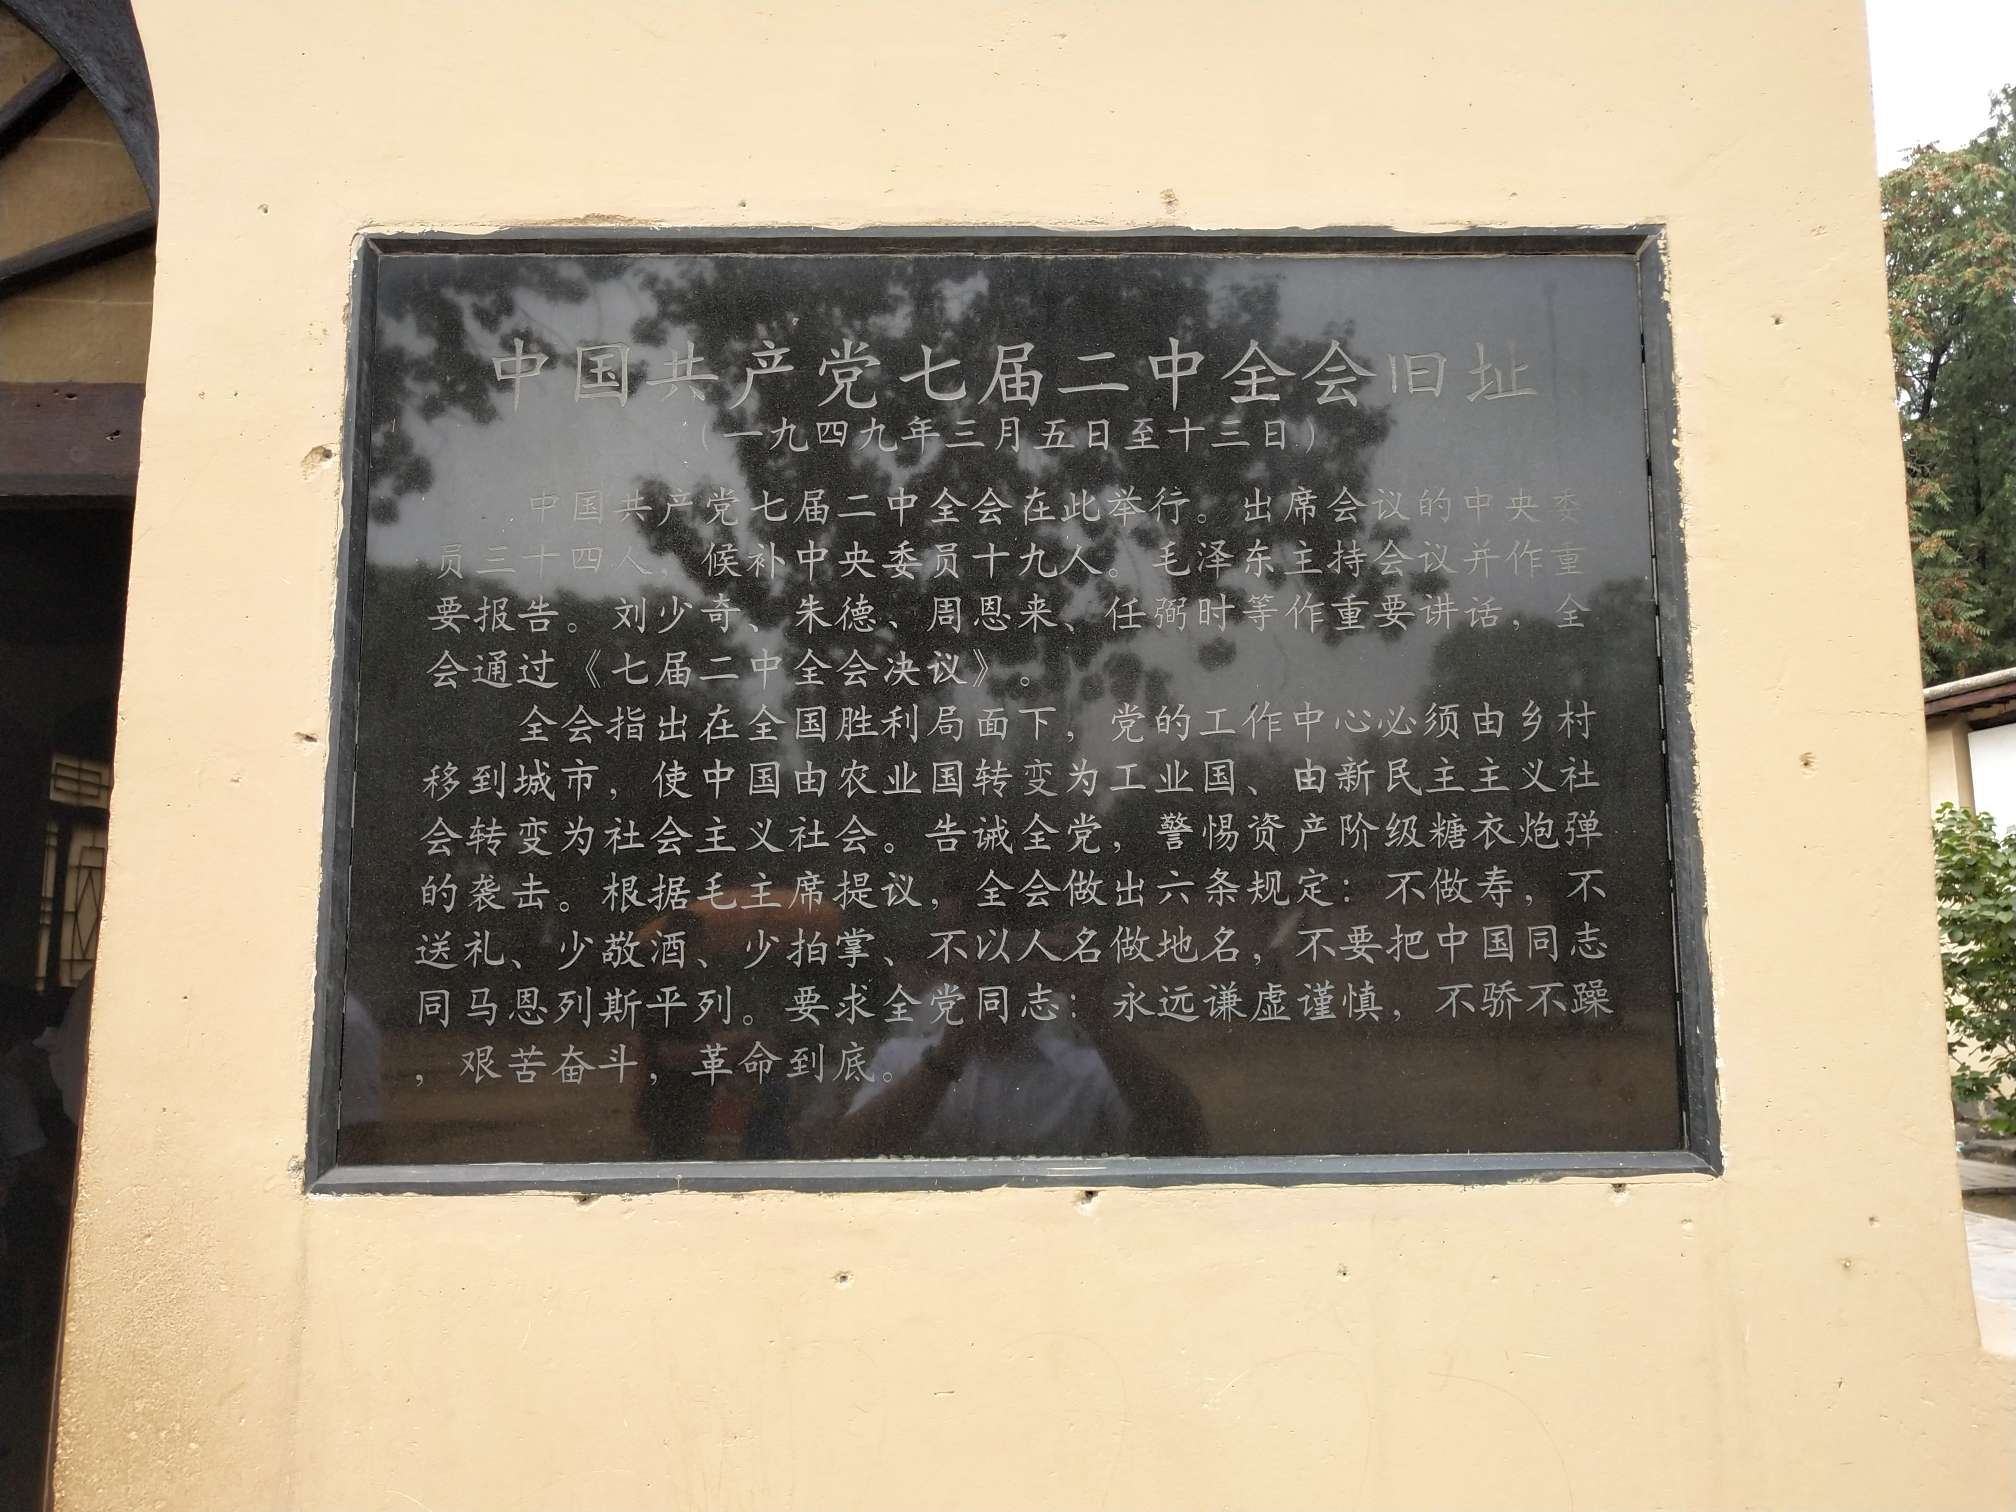 中国共产党七届二中全会旧址
（一九四九年三月五日至十三日）
中国共产党七届二中全会在此举行。出席会议的中央委
员三十四人，候补中央委员十九人。毛泽东主持会议并作重
要报告。刘少奇、朱德、周恩来、任弼时等作重要讲话，全
会通过《七届二中全会决议》。
全会指出在全国胜利局面下，党的工作中心必须由乡村
移到城市，使中国由农业国转变为工业国、由新民主主义社
会转变为社会主义社会。告诫全党，警惕资产阶级糖衣炮弹
的袭击。根据毛主席提议，全会做出六条规定：不做寿，不
送礼、少敬酒、少拍掌、不以人名做地名，不要把中国同志
同马恩列斯平列。要求全党同志：永远谦虚谨慎，不骄不躁
，艰苦奋斗，革命到底。